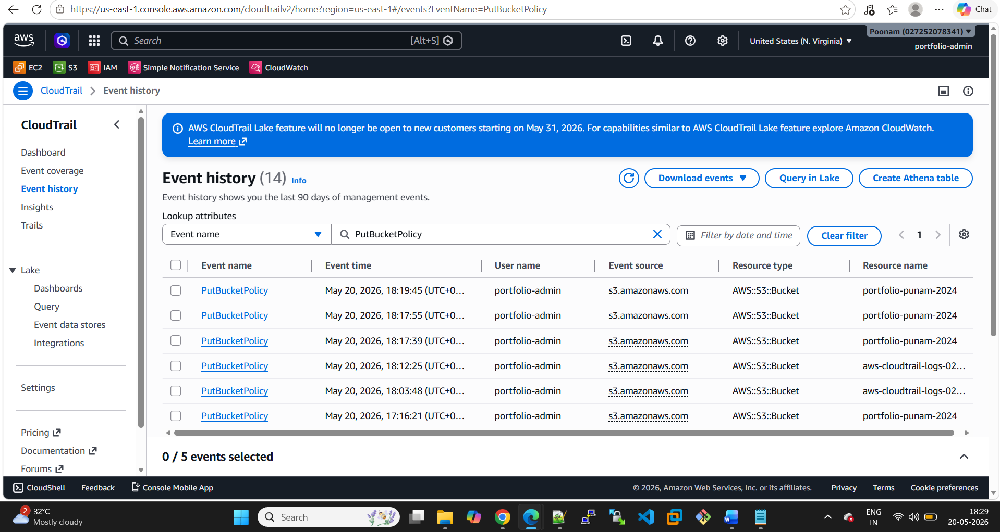 https://us-east-1.console.aws.amazon.com/cloudtrailv2/home?region=us-east-1#/events?EventName=PutBucketPolicy
Chat
aws
Search
[Alt+S]
United States (N. Virginia)
Poonam (027252078341)
portfolio-admin
EC2
S3
IAM
Simple Notification Service
CloudWatch
CloudTrail
Event history
CloudTrail
Dashboard
Event coverage
Event history
Insights
Trails
Lake
Dashboards
Query
Event data stores
Integrations
Settings
Pricing
Documentation
Forums
AWS CloudTrail Lake feature will no longer be open to new customers starting on May 31, 2026. For capabilities similar to AWS CloudTrail Lake feature explore Amazon CloudWatch.
Learn more
Event history (14) Info
Download events
Query in Lake
Create Athena table
Event history shows you the last 90 days of management events.
Lookup attributes
Event name
PutBucketPolicy
Filter by date and time
Clear filter
1
Event name Event time User name Event source Resource type Resource name
PutBucketPolicy May 20, 2026, 18:19:45 (UTC+0… portfolio-admin s3.amazonaws.com AWS::S3::Bucket portfolio-punam-2024
PutBucketPolicy May 20, 2026, 18:17:55 (UTC+0… portfolio-admin s3.amazonaws.com AWS::S3::Bucket portfolio-punam-2024
PutBucketPolicy May 20, 2026, 18:17:39 (UTC+0… portfolio-admin s3.amazonaws.com AWS::S3::Bucket portfolio-punam-2024
PutBucketPolicy May 20, 2026, 18:12:25 (UTC+0… portfolio-admin s3.amazonaws.com AWS::S3::Bucket aws-cloudtrail-logs-02…
PutBucketPolicy May 20, 2026, 18:03:48 (UTC+0… portfolio-admin s3.amazonaws.com AWS::S3::Bucket aws-cloudtrail-logs-02…
PutBucketPolicy May 20, 2026, 17:16:21 (UTC+0… portfolio-admin s3.amazonaws.com AWS::S3::Bucket portfolio-punam-2024
0 / 5 events selected
CloudShell
Feedback
Console Mobile App
© 2026, Amazon Web Services, Inc. or its affiliates.
Privacy
Terms
Cookie preferences
2
32°C
Mostly cloudy
Search
W
ENG
IN
18:29
20-05-2026